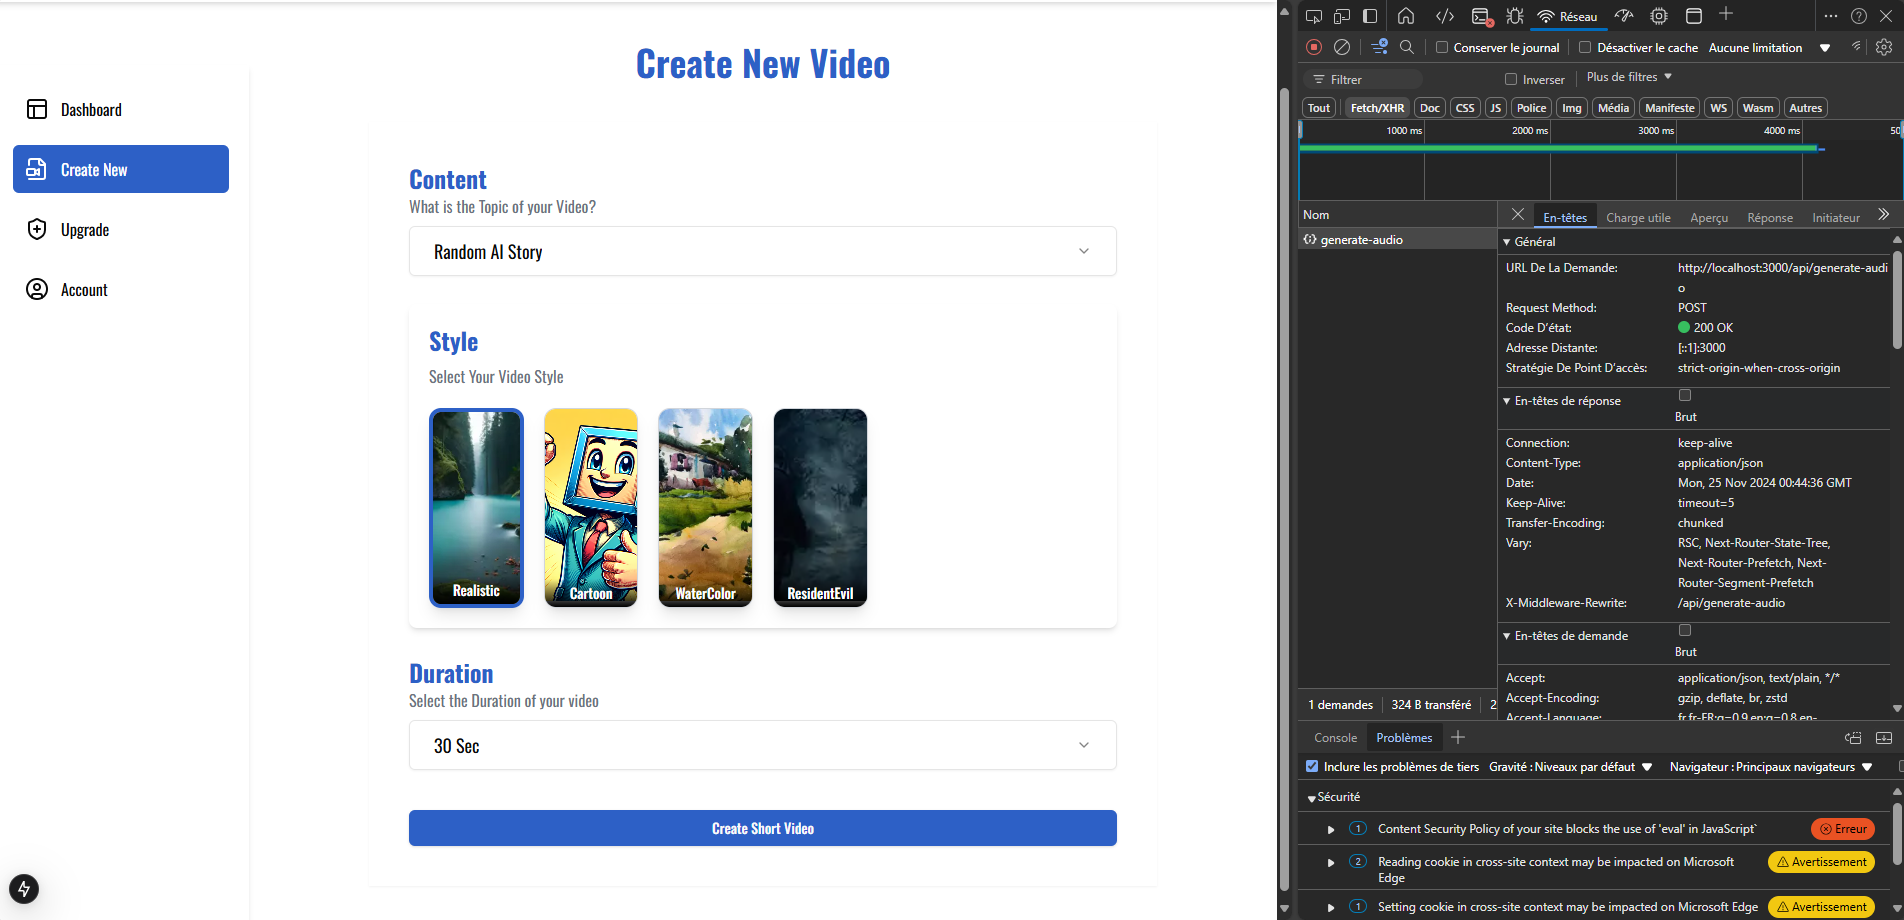 Create New Video
Dashboard
Create New
Upgrade
Account
Content
What is the Topic of your Video?
Random AI Story
Style
Select Your Video Style
Realistic
Cartoon
WaterColor
ResidentEvil
Duration
Select the Duration of your video
30 Sec
Create Short Video
Réseau
Conserver le journal
Désactiver le cache
Aucune limitation
Filtrer
Inverser
Plus de filtres
Tout
Fetch/XHR
Doc
CSS
JS
Police
Img
Média
Manifeste
WS
Wasm
Autres
1000 ms
2000 ms
3000 ms
4000 ms
50
Nom
En-têtes
Charge utile
Aperçu
Réponse
Initiateur
generate-audio
Général
URL De La Demande:
http://localhost:3000/api/generate-audi
o
Request Method:
POST
Code D'état:
200 OK
Adresse Distante:
[::1]:3000
Stratégie De Point D'accès:
strict-origin-when-cross-origin
En-têtes de réponse
Brut
Connection:
keep-alive
Content-Type:
application/json
Date:
Mon, 25 Nov 2024 00:44:36 GMT
Keep-Alive:
timeout=5
Transfer-Encoding:
chunked
Vary:
RSC, Next-Router-State-Tree,
Next-Router-Prefetch, Next-
Router-Segment-Prefetch
X-Middleware-Rewrite:
/api/generate-audio
En-têtes de demande
Brut
Accept:
application/json, text/plain, */*
Accept-Encoding:
gzip, deflate, br, zstd
Accept-Language:
fr,fr-FR;q=0.9,en;q=0.8,en-
1 demandes
324 B transféré
2
Console
Problèmes
Inclure les problèmes de tiers
Gravité : Niveaux par défaut
Navigateur : Principaux navigateurs
Sécurité
1
Content Security Policy of your site blocks the use of 'eval' in JavaScript`
Erreur
2
Reading cookie in cross-site context may be impacted on Microsoft
Edge
Avertissement
1
Setting cookie in cross-site context may be impacted on Microsoft Edge
Avertissement